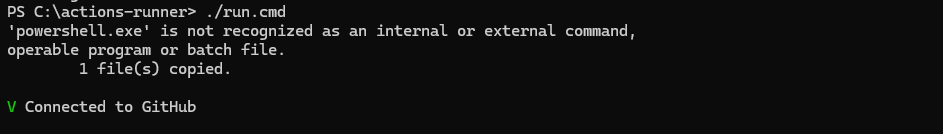 PS C:\actions-runner> ./run.cmd
'powershell.exe' is not recognized as an internal or external command,
operable program or batch file.
        1 file(s) copied.
V Connected to GitHub